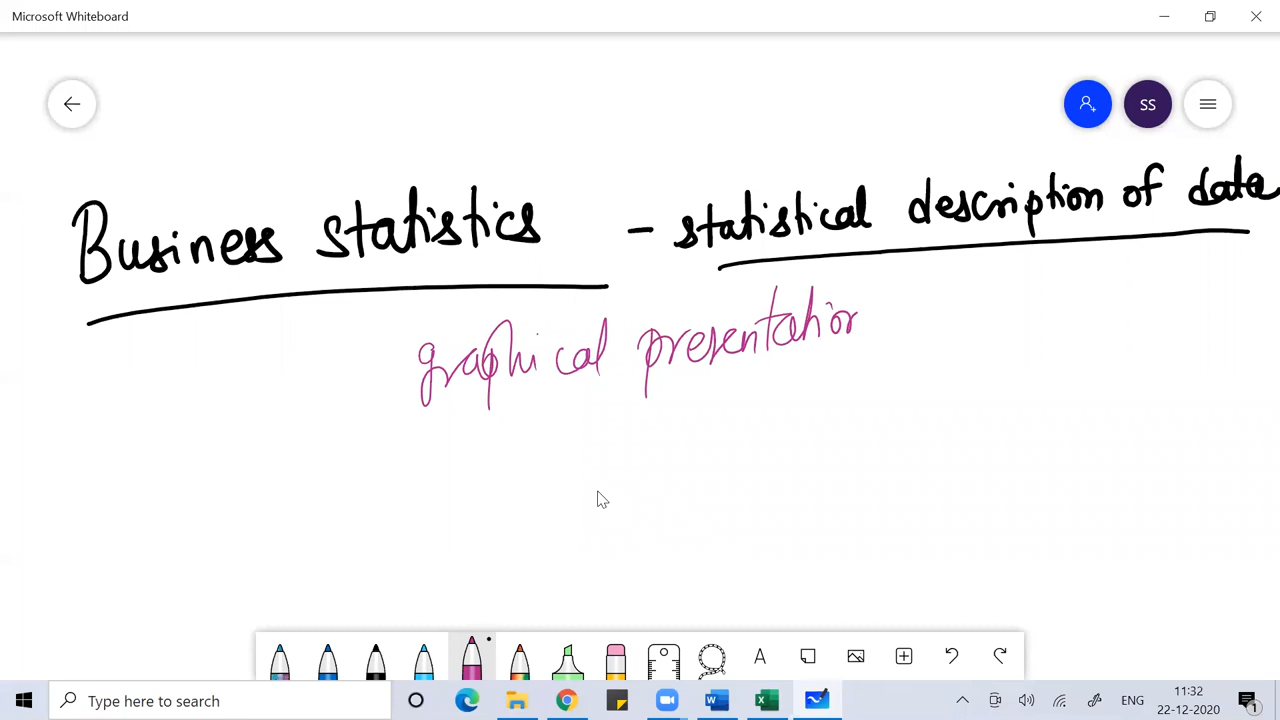 Microsoft Whiteboard
SS
Business statistics - statistical description of data
graphical presentation
A
Type here to search
ENG
11:32
22-12-2020
1